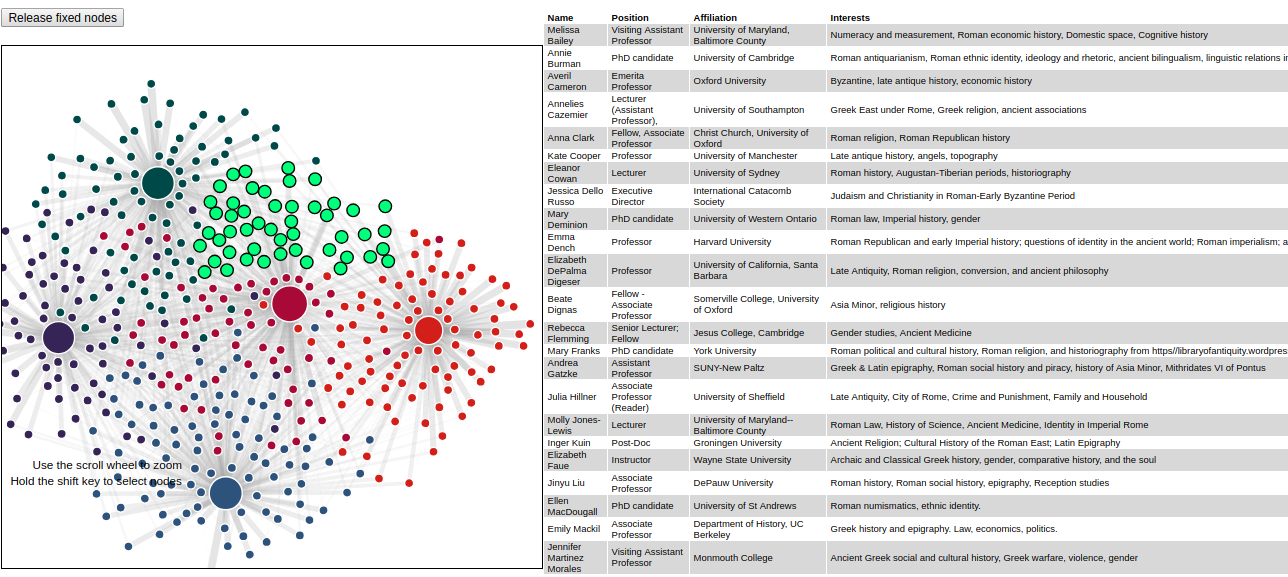 Release fixed nodes
Use the scroll wheel to zoom
Hold the shift key to select nodes
Name Position Affiliation Interests
Melissa Bailey Visiting Assistant Professor University of Maryland, Baltimore County Numeracy and measurement, Roman economic history, Domestic space, Cognitive history
Annie Burman PhD candidate University of Cambridge Roman antiquarianism, Roman ethnic identity, ideology and rhetoric, ancient bilingualism, linguistic relations
Averil Cameron Emerita Professor Oxford University Byzantine, late antique history, economic history
Annelies Cazemier Lecturer (Assistant Professor), University of Southampton Greek East under Rome, Greek religion, ancient associations
Anna Clark Fellow, Associate Professor Christ Church, University of Oxford Roman religion, Roman Republican history
Kate Cooper Professor University of Manchester Late antique history, angels, topography
Eleanor Cowan Lecturer University of Sydney Roman history, Augustan-Tiberian periods, historiography
Jessica Dello Russo Executive Director International Catacomb Society Judaism and Christianity in Roman-Early Byzantine Period
Mary Deminion PhD candidate University of Western Ontario Roman law, Imperial history, gender
Emma Dench Professor Harvard University Roman Republican and early Imperial history; questions of identity in the ancient world; Roman imperialism;
Elizabeth DePalma Digeser Professor University of California, Santa Barbara Late Antiquity, Roman religion, conversion, and ancient philosophy
Beate Dignas Fellow - Associate Professor Somerville College, University of Oxford Asia Minor, religious history
Rebecca Flemming Senior Lecturer; Fellow Jesus College, Cambridge Gender studies, Ancient Medicine
Mary Franks PhD candidate York University Roman political and cultural history, Roman religion, and historiography from https//libraryofantiquity.wordpres
Andrea Gatzke Assistant Professor SUNY-New Paltz Greek & Latin epigraphy, Roman social history and piracy, history of Asia Minor, Mithridates VI of Pontus
Julia Hillner Associate Professor (Reader) University of Sheffield Late Antiquity, City of Rome, Crime and Punishment, Family and Household
Molly Jones-Lewis Lecturer University of Maryland--Baltimore County Roman Law, History of Science, Ancient Medicine, Identity in Imperial Rome
Inger Kuin Post-Doc Groningen University Ancient Religion; Cultural History of the Roman East; Latin Epigraphy
Elizabeth Faue Instructor Wayne State University Archaic and Classical Greek history, gender, comparative history, and the soul
Jinyu Liu Associate Professor DePauw University Roman history, Roman social history, epigraphy, Reception studies
Ellen MacDougall PhD candidate University of St Andrews Roman numismatics, ethnic identity.
Emily Mackil Associate Professor Department of History, UC Berkeley Greek history and epigraphy. Law, economics, politics.
Jennifer Martinez Morales Visiting Assistant Professor Monmouth College Ancient Greek social and cultural history, Greek warfare, violence, gender